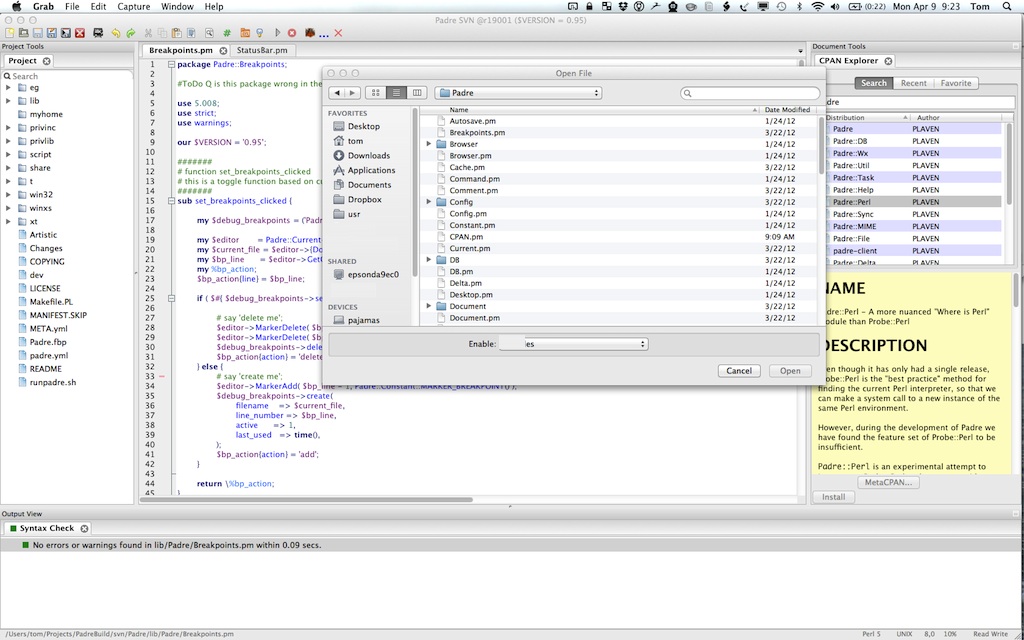 Grab File Edit Capture Window Help
(0:22) Mon Apr 9 9:23 Tom
Padre SVN @r19001 ($VERSION = 0.95)
Project Tools
Project
Search
eg
lib
myhome
privinc
privlib
script
share
t
win32
winxs
xt
Artistic
Changes
COPYING
dev
LICENSE
Makefile.PL
MANIFEST.SKIP
META.yml
Padre.fbp
padre.yml
README
runpadre.sh
Breakpoints.pm StatusBar.pm
1 package Padre::Breakpoints;
2
3 #ToDo Q is this package wrong in the
4
5 use 5.008;
6 use strict;
7 use warnings;
8
9 our $VERSION = '0.95';
10
11 #######
12 # function set_breakpoints_clicked
13 # this is a toggle function based on
14 #######
15 sub set_breakpoints_clicked {
16
17 my $debug_breakpoints = ('Padr
18
19 my $editor = Padre::Current
20 my $current_file = $editor->{Do
21 my $bp_line = $editor->Get
22 my %bp_action;
23 $bp_action{line} = $bp_line;
24
25 if ( $#{ $debug_breakpoints->se
26
27 # say 'delete me';
28 $editor->MarkerDelete( $b
29 $editor->MarkerDelete( $b
30 $debug_breakpoints->dele
31 $bp_action{action} = 'delete
32 } else {
33 # say 'create me';
34 $editor->MarkerAdd( $bp_line - 1, Padre::Constant::MARKER_BREAKPOINT() );
35 $debug_breakpoints->create(
36 filename => $current_file,
37 line_number => $bp_line,
38 active => 1,
39 last_used => time(),
40 );
41 $bp_action{action} = 'add';
42 }
43
44 return \%bp_action;
45 }
Open File
Padre
FAVORITES
Desktop
tom
Downloads
Applications
Documents
Dropbox
usr
SHARED
epsonda9ec0
DEVICES
pajamas
Name Date Modified
Autosave.pm 1/24/12
Breakpoints.pm 3/22/12
Browser 1/24/12
Browser.pm 1/24/12
Cache.pm 3/22/12
Command.pm 1/24/12
Comment.pm 3/22/12
Config 3/22/12
Config.pm 1/24/12
Constant.pm 1/24/12
CPAN.pm 9:09 AM
Current.pm 3/22/12
DB 3/22/12
DB.pm 1/24/12
Delta.pm 1/24/12
Desktop.pm 1/24/12
Document 3/22/12
Document.pm 3/22/12
Enable: es
Cancel Open
Document Tools
CPAN Explorer
Search Recent Favorite
dre
Distribution Author
Padre PLAVEN
Padre::DB PLAVEN
Padre::Wx PLAVEN
Padre::Util PLAVEN
Padre::Task PLAVEN
Padre::Help PLAVEN
Padre::Perl PLAVEN
Padre::Sync PLAVEN
Padre::MIME PLAVEN
Padre::File PLAVEN
padre-client PLAVEN
Padre::Delta PLAVEN
NAME
dre::Perl - A more nuanced "Where is Perl"
odule than Probe::Perl
DESCRIPTION
en though it has only had a single release,
obe::Perl is the "best practice" method for
finding the current Perl interpreter, so that we
can make a system call to a new instance of
the same Perl environment.
However, during the development of Padre we
have found the feature set of Probe::Perl to be
insufficient.
Padre::Perl is an experimental attempt to
MetaCPAN...
Install
Output View
Syntax Check
No errors or warnings found in lib/Padre/Breakpoints.pm within 0.09 secs.
/Users/tom/Projects/PadreBuild/svn/Padre/lib/Padre/Breakpoints.pm Perl 5 UNIX 8,0 10% Read Write